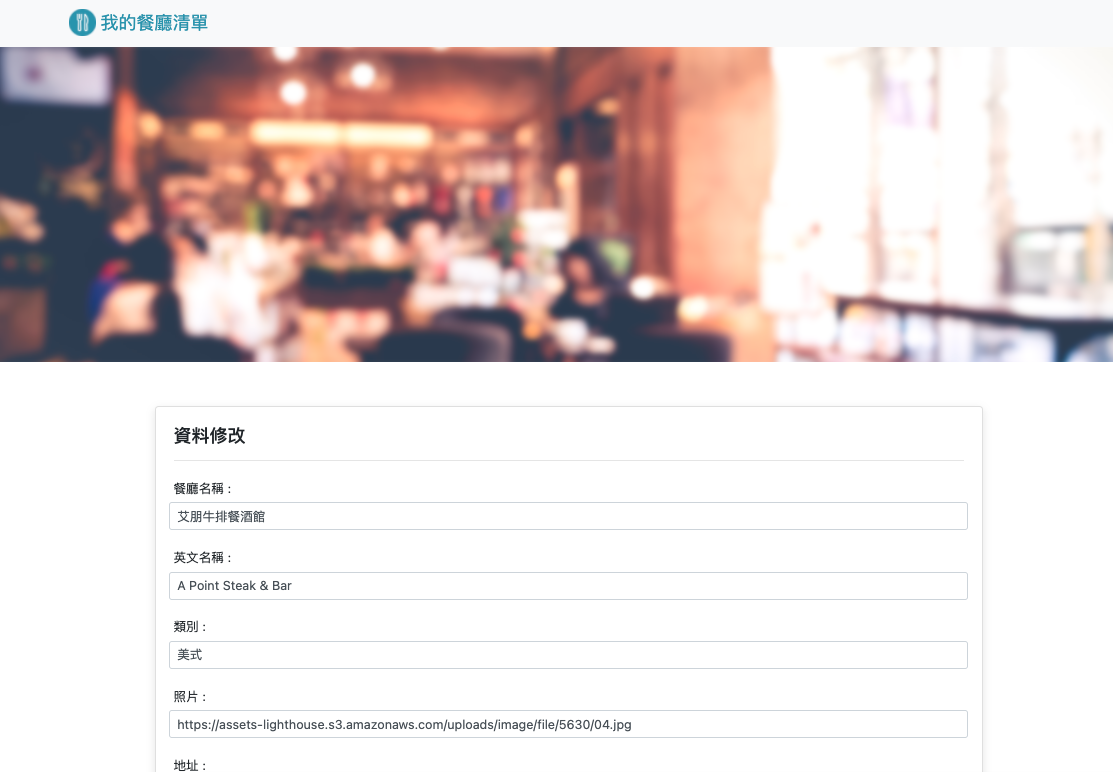 我的餐廳清單
資料修改
餐廳名稱 :
艾朋牛排餐酒館
英文名稱 :
A Point Steak & Bar
類別 :
美式
照片 :
https://assets-lighthouse.s3.amazonaws.com/uploads/image/file/5630/04.jpg
地址 :